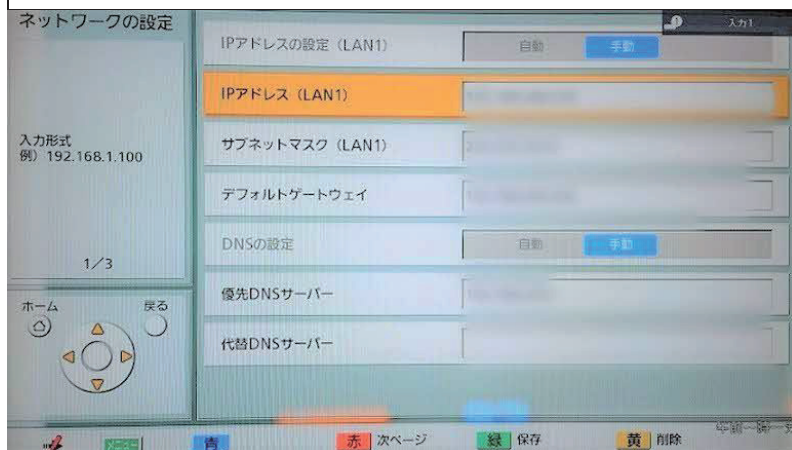 ネットワークの設定
入力1
IPアドレスの設定（LAN1）
自動
手動
IPアドレス（LAN1）
入力形式
例）192.168.1.100
サブネットマスク（LAN1）
デフォルトゲートウェイ
DNSの設定
自動
手動
1/3
優先DNSサーバー
ホーム
戻る
代替DNSサーバー
メニュー
青
赤 次ページ
緑 保存
黄 削除